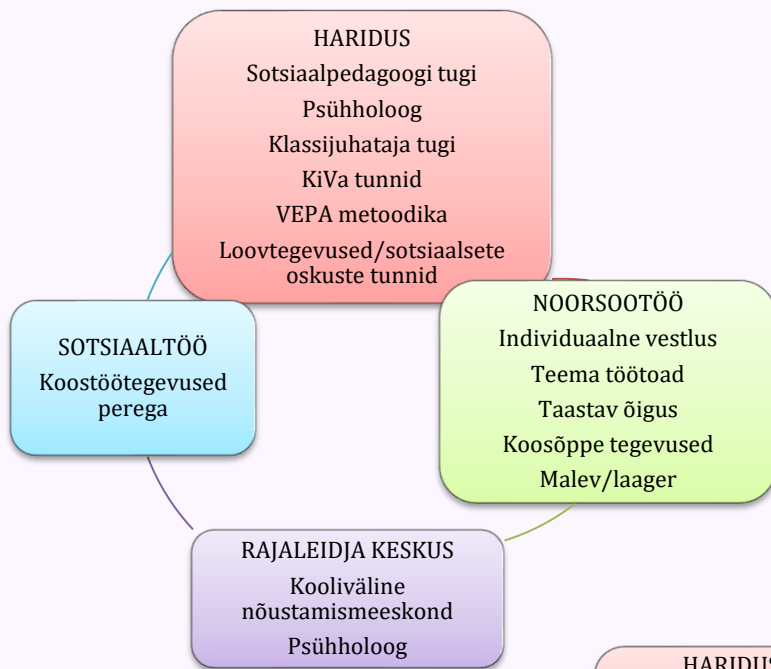 HARIDUS
Sotsiaalpedagoogi tugi
Psühholoog
Klassijuhataja tugi
KiVa tunnid
VEPA metoodika
Loovtegevused/sotsiaalsete
oskuste tunnid
NOORSOOTÖÖ
Individuaalne vestlus
Teema töötoad
Taastav õigus
Koosõppe tegevused
Malev/laager
SOTSIAALTÖÖ
Koostöötegevused
perega
RAJALEIDJA KESKUS
Kooliväline
nõustamismeeskond
Psühholoog
HARIDUS